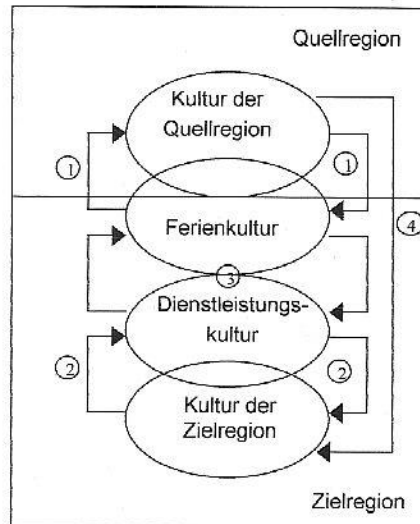 Quellregion
Kultur der
Quellregion
1
1
4
Ferienkultur
3
Dienstleistungs-
kultur
2
2
Kultur der
Zielregion
Zielregion